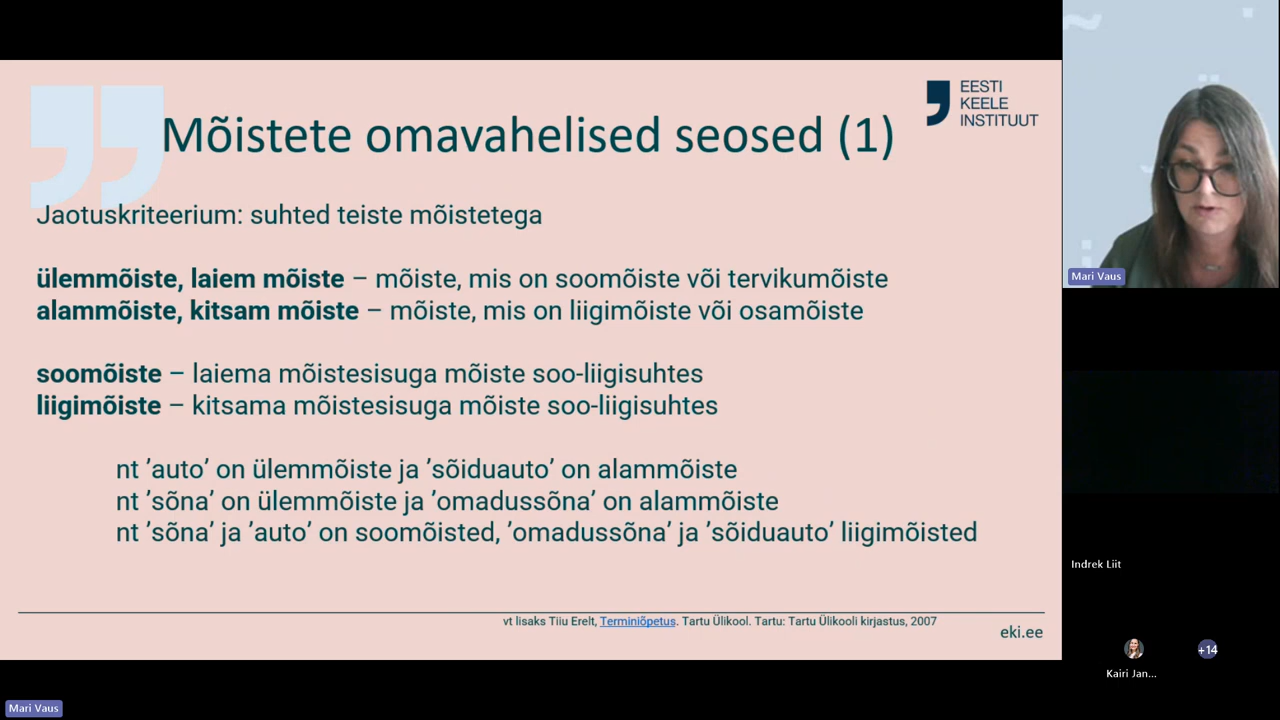 Mõistete omavahelised seosed (1)
EESTI
KEELE
INSTITUUT
Jaotuskriteerium: suhted teiste mõistetega
ülemmõiste, laiem mõiste – mõiste, mis on soomõiste või tervikumõiste
alammõiste, kitsam mõiste – mõiste, mis on liigimõiste või osamõiste
soomõiste – laiema mõistesisuga mõiste soo-liigisuhtes
liigimõiste – kitsama mõistesisuga mõiste soo-liigisuhtes
nt ’auto’ on ülemmõiste ja ’sõiduauto’ on alammõiste
nt ’sõna’ on ülemmõiste ja ’omadussõna’ on alammõiste
nt ’sõna’ ja ’auto’ on soomõisted, ’omadussõna’ ja ’sõiduauto’ liigimõisted
vt lisaks Tiiu Erelt, Terminiõpetus. Tartu Ülikool. Tartu: Tartu Ülikooli kirjastus, 2007
eki.ee
Mari Vaus
Indrek Liit
+14
Kairi Jan...
Mari Vaus